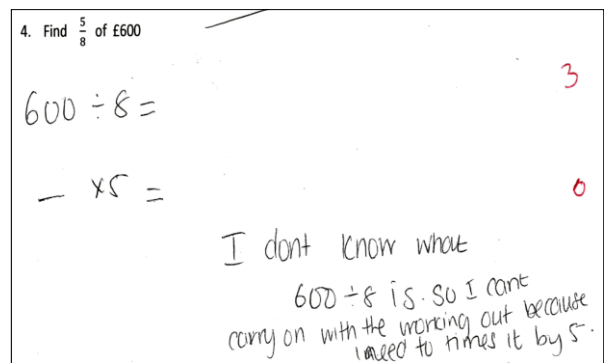 4. Find 5/8 of £600
600 ÷ 8 =
3
— ×5 =
0
I dont know what
600 ÷ 8 is. so I cant
carry on with the working out because
I need to times it by 5.